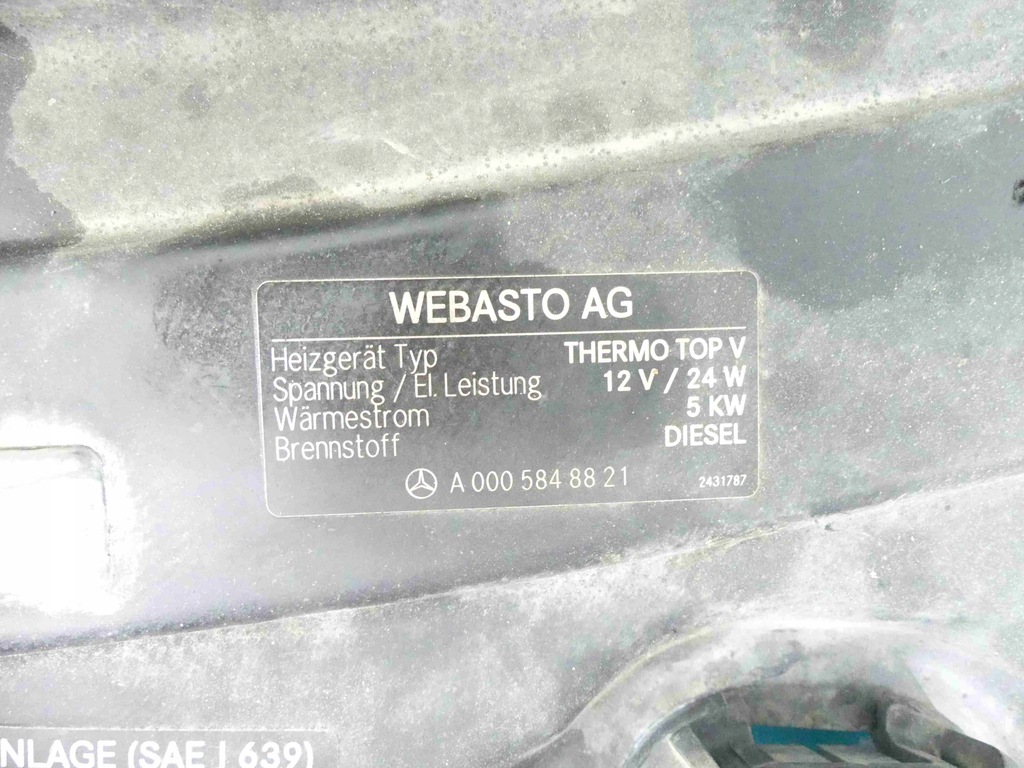 WEBASTO AG
Heizgerät Typ THERMO TOP V
Spannung / El. Leistung 12 V / 24 W
Wärmestrom 5 KW
Brennstoff DIESEL
A 000 584 88 21 2431787
NLAGE (SAE J 639)